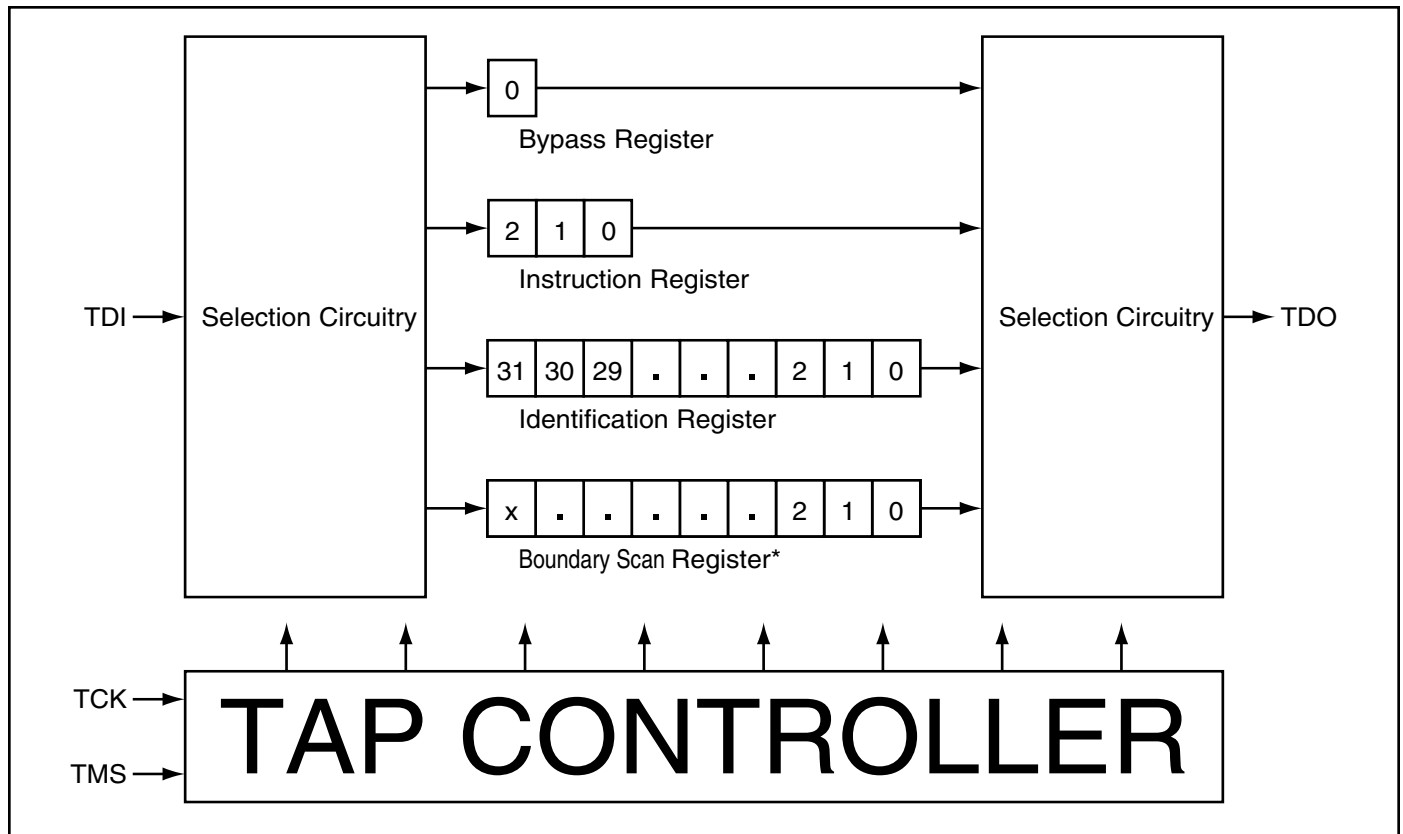 0
Bypass Register
2 1 0
Instruction Register
TDI
Selection Circuitry
Selection Circuitry
TDO
31 30 29 . . . 2 1 0
Identification Register
x . . . . . 2 1 0
Boundary Scan Register*
TCK
TAP CONTROLLER
TMS